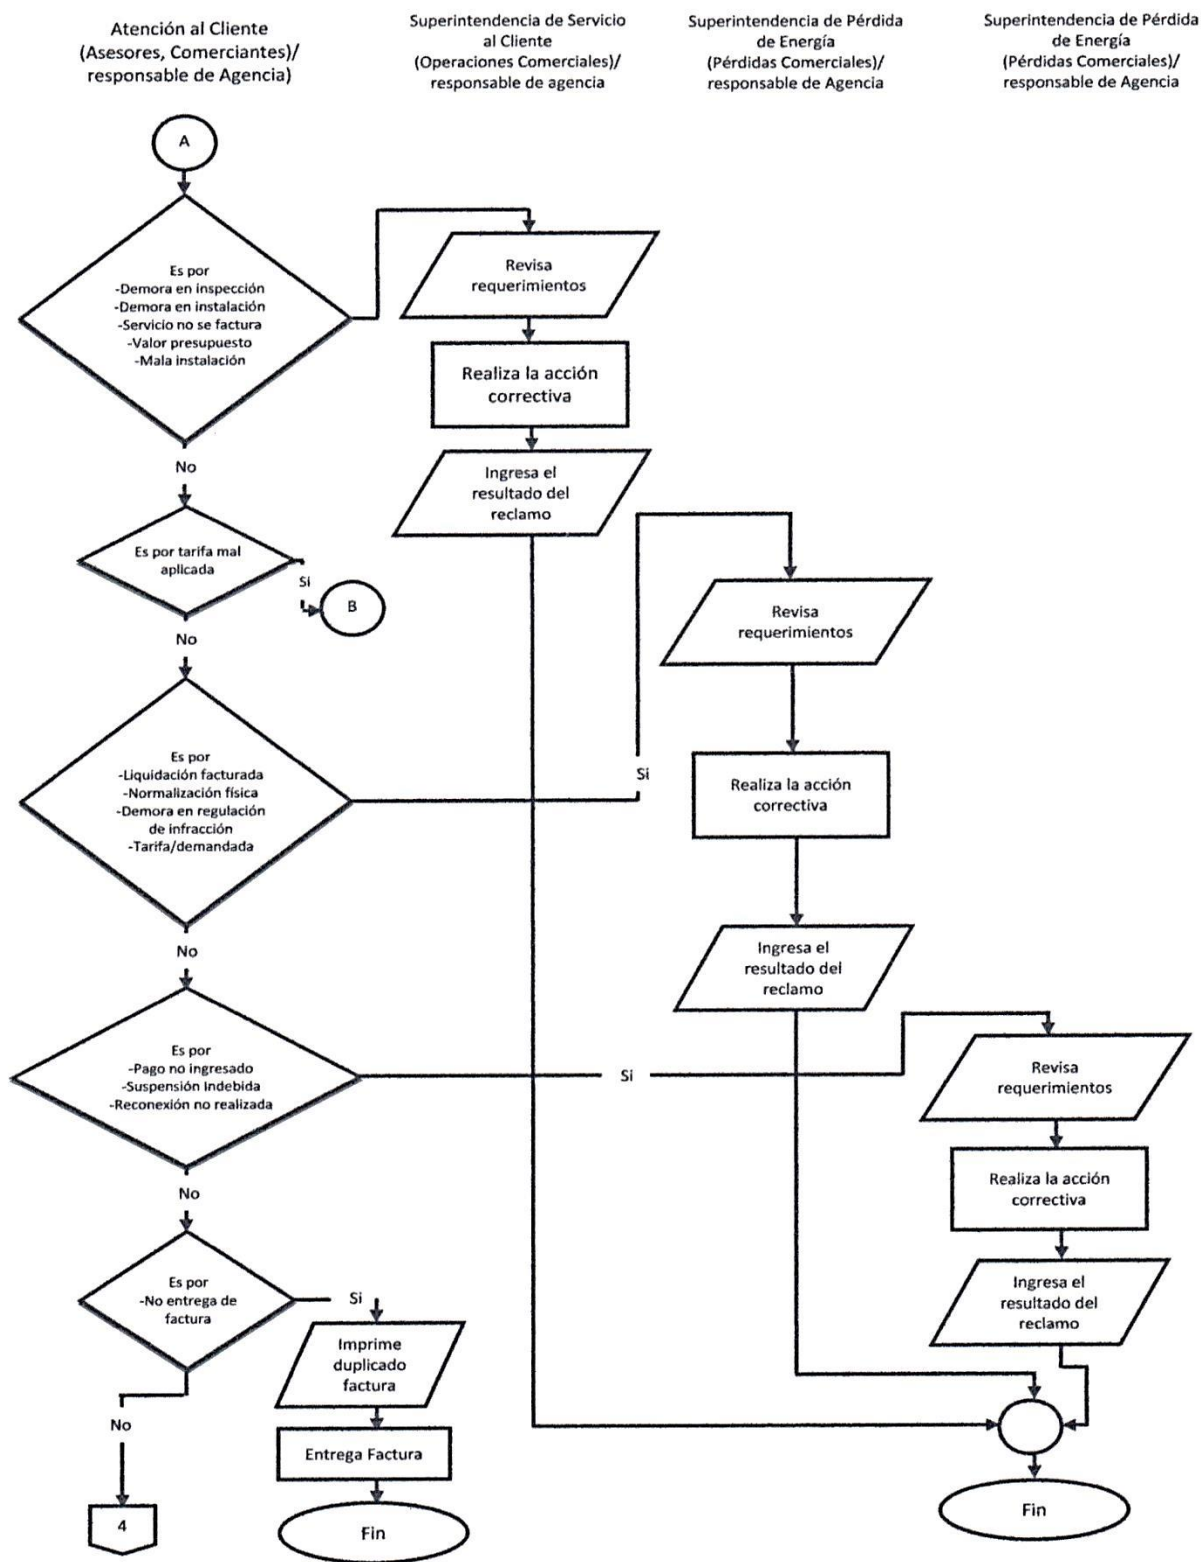 Atención al Cliente
(Asesores, Comerciantes)/
responsable de Agencia)
Superintendencia de Servicio
al Cliente
(Operaciones Comerciales)/
responsable de agencia
Superintendencia de Pérdida
de Energía
(Pérdidas Comerciales)/
responsable de Agencia
Superintendencia de Pérdida
de Energía
(Pérdidas Comerciales)/
responsable de Agencia
A
Es por
-Demora en inspección
-Demora en instalación
-Servicio no se factura
-Valor presupuesto
-Mala instalación
Revisa
requerimientos
Realiza la acción
correctiva
Ingresa el
resultado del
reclamo
No
Es por tarifa mal
aplicada
Si
B
No
Revisa
requerimientos
Es por
-Liquidación facturada
-Normalización física
-Demora en regulación
de infracción
-Tarifa/demandada
Si
Realiza la acción
correctiva
Ingresa el
resultado del
reclamo
No
Es por
-Pago no ingresado
-Suspensión Indebida
-Reconexión no realizada
Si
Revisa
requerimientos
Realiza la acción
correctiva
Ingresa el
resultado del
reclamo
No
Es por
-No entrega de
factura
Si
Imprime
duplicado
factura
No
Entrega Factura
4
Fin
Fin